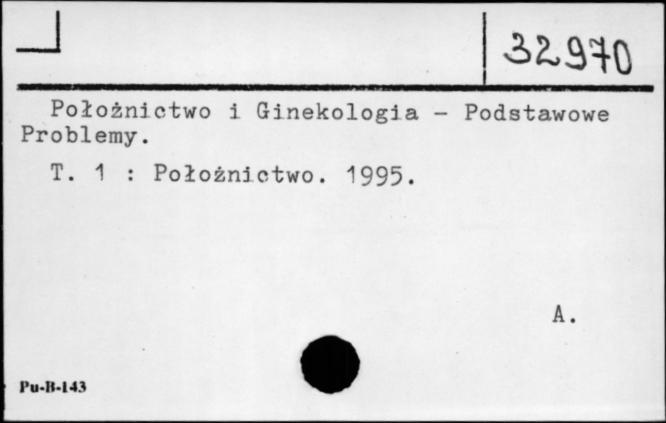 32970
Położnictwo i Ginekologia – Podstawowe
Problemy.
T. 1 : Położnictwo. 1995.
A.
Pu-B-143